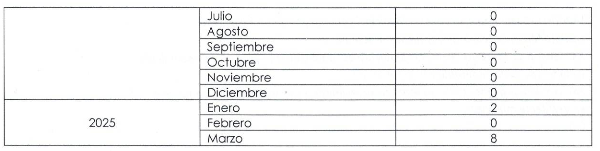 Julio 0
Agosto 0
Septiembre 0
Octubre 0
Noviembre 0
Diciembre 0
Enero 2
2025 Febrero 0
Marzo 8